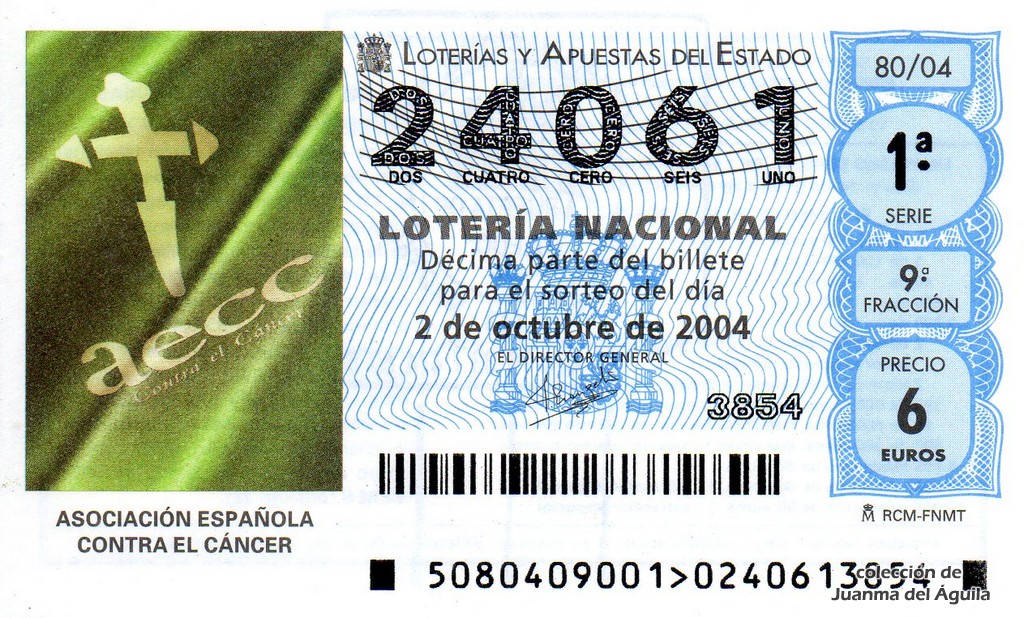 aecc
Contra el Cáncer
ASOCIACIÓN ESPAÑOLA
CONTRA EL CÁNCER
LOTERÍAS Y APUESTAS DEL ESTADO
24061
DOS CUATRO CERO SEIS UNO
LOTERÍA NACIONAL
Décima parte del billete
para el sorteo del día
2 de octubre de 2004
EL DIRECTOR GENERAL
3854
80/04
1ª
SERIE
9ª
FRACCIÓN
PRECIO
6
EUROS
RCM-FNMT
5080409001>0240613854
colección de
Juanma del Águila